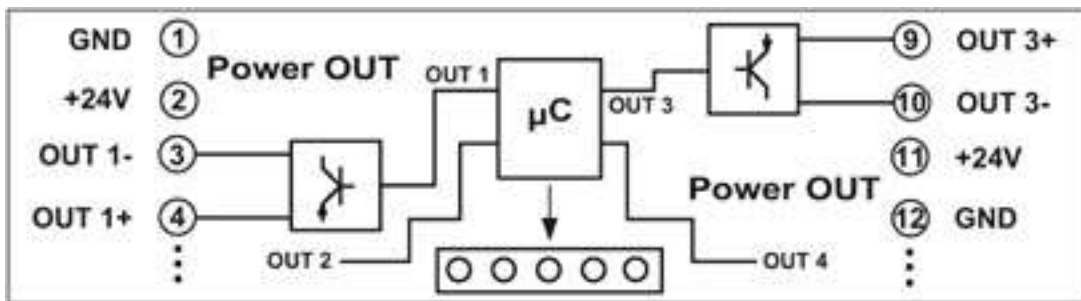 GND 1
Power OUT
+24V 2
OUT 1- 3
OUT 1+ 4
OUT 1
OUT 2
µC
OUT 3
OUT 4
9 OUT 3+
10 OUT 3-
11 +24V
Power OUT
12 GND